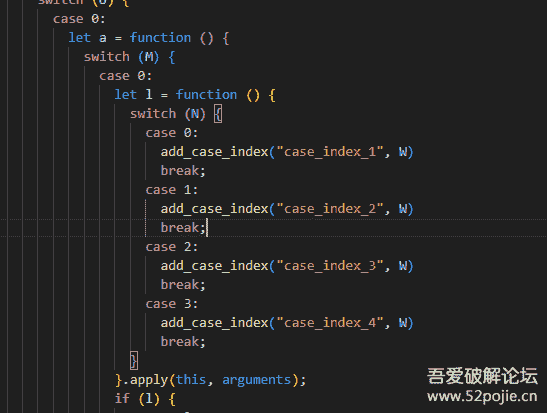 switch (O) {
case 0:
let a = function () {
switch (M) {
case 0:
let l = function () {
switch (N) {
case 0:
add_case_index("case_index_1", W)
break;
case 1:
add_case_index("case_index_2", W)
break;
case 2:
add_case_index("case_index_3", W)
break;
case 3:
add_case_index("case_index_4", W)
break;
}
}.apply(this, arguments);
if (l) {
吾爱破解论坛
www.52pojie.cn